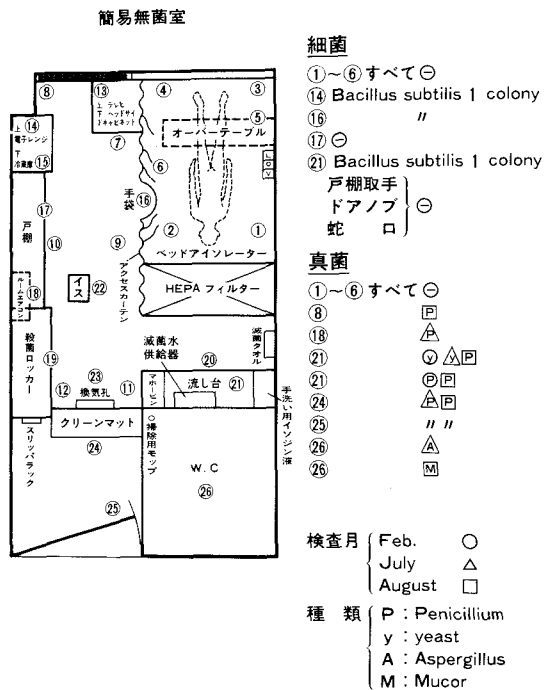 簡易無菌室
⑧
⑬
上 テレビ
下 ヘッドサイドキャビネット
⑦
④
③
⑤
オーバーテーブル
⑥
上 ⑭
電子レンジ
下
冷蔵庫 ⑮
⑰
戸棚
⑩
手袋
⑯
②
①
⑨
ベッドアイソレーター
アクセスカーテン
HEPAフィルター
ルームエアコン
⑱
イス
㉒
殺菌ロッカー
⑲
滅菌水
供給器
⑳
滅菌タオル
㉓
⑫ 換気孔 ⑪
マホービン
流し台 ㉑
手洗い用イソジン液
クリーンマット
㉔
スリッパラック
○掃除用モップ
W.C
㉖
㉕
細菌
①~⑥すべて⊖
⑭ Bacillus subtilis 1 colony
⑯ 〃
⑰ ⊖
㉑ Bacillus subtilis 1 colony
戸棚取手
ドアノブ ⊖
蛇口
真菌
①~⑥すべて⊖
⑧ P
⑱ P
㉑ y y P
㉑ P P
㉔ P P
㉕ 〃 〃
㉖ A
㉖ M
検査月 Feb. ○
July △
August □
種類 P : Penicillium
y : yeast
A : Aspergillus
M : Mucor